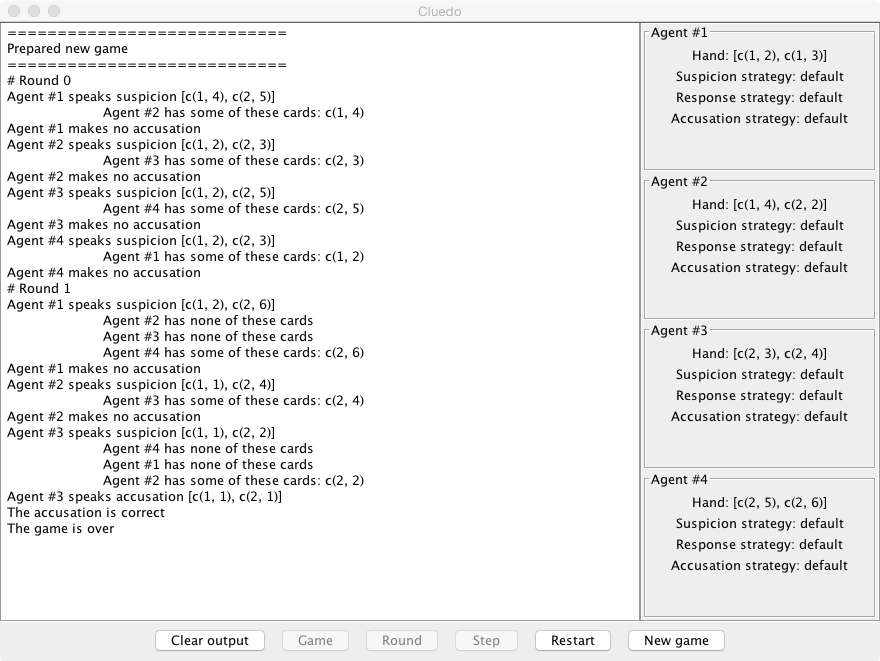 Cluedo
============================
Prepared new game
============================
# Round 0
Agent #1 speaks suspicion [c(1, 4), c(2, 5)]
Agent #2 has some of these cards: c(1, 4)
Agent #1 makes no accusation
Agent #2 speaks suspicion [c(1, 2), c(2, 3)]
Agent #3 has some of these cards: c(2, 3)
Agent #2 makes no accusation
Agent #3 speaks suspicion [c(1, 2), c(2, 5)]
Agent #4 has some of these cards: c(2, 5)
Agent #3 makes no accusation
Agent #4 speaks suspicion [c(1, 2), c(2, 3)]
Agent #1 has some of these cards: c(1, 2)
Agent #4 makes no accusation
# Round 1
Agent #1 speaks suspicion [c(1, 2), c(2, 6)]
Agent #2 has none of these cards
Agent #3 has none of these cards
Agent #4 has some of these cards: c(2, 6)
Agent #1 makes no accusation
Agent #2 speaks suspicion [c(1, 1), c(2, 4)]
Agent #3 has some of these cards: c(2, 4)
Agent #2 makes no accusation
Agent #3 speaks suspicion [c(1, 1), c(2, 2)]
Agent #4 has none of these cards
Agent #1 has none of these cards
Agent #2 has some of these cards: c(2, 2)
Agent #3 speaks accusation [c(1, 1), c(2, 1)]
The accusation is correct
The game is over
Agent #1
Hand: [c(1, 2), c(1, 3)]
Suspicion strategy: default
Response strategy: default
Accusation strategy: default
Agent #2
Hand: [c(1, 4), c(2, 2)]
Suspicion strategy: default
Response strategy: default
Accusation strategy: default
Agent #3
Hand: [c(2, 3), c(2, 4)]
Suspicion strategy: default
Response strategy: default
Accusation strategy: default
Agent #4
Hand: [c(2, 5), c(2, 6)]
Suspicion strategy: default
Response strategy: default
Accusation strategy: default
Clear output
Game
Round
Step
Restart
New game